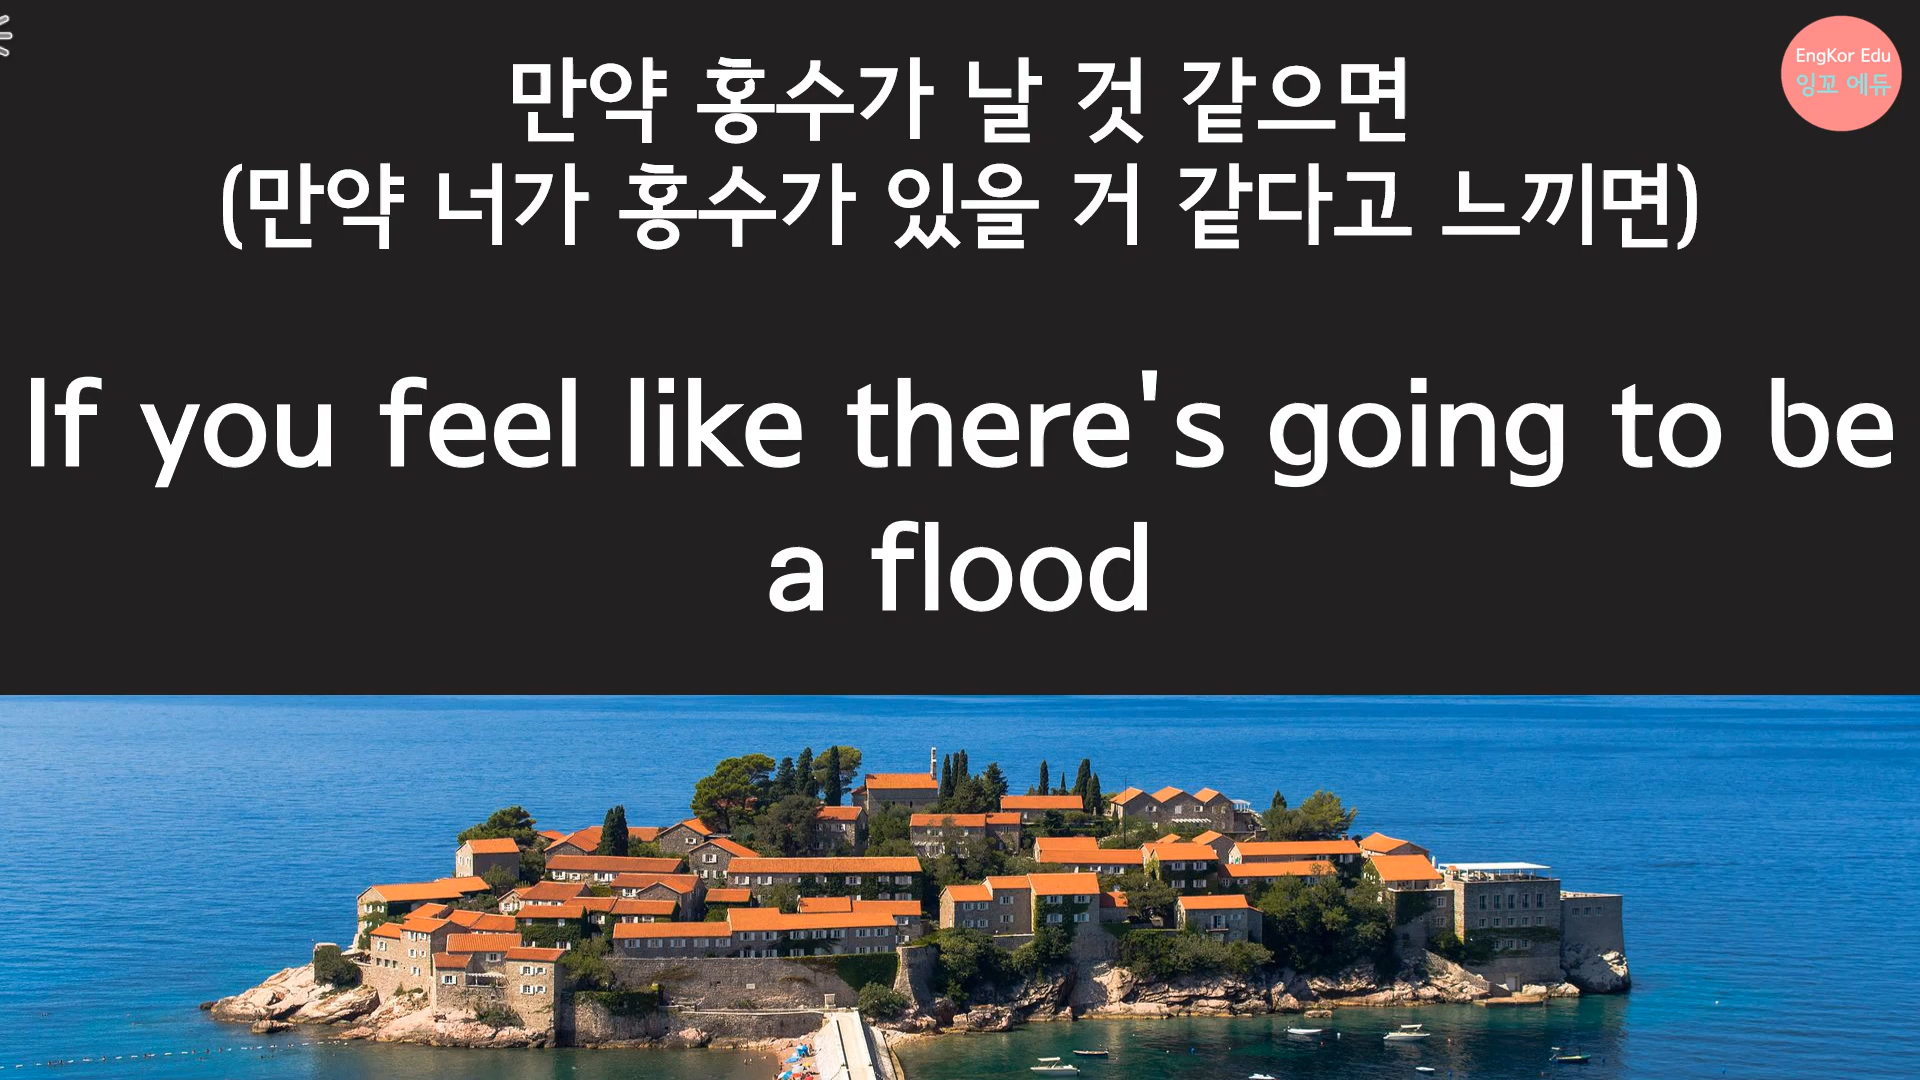 EngKor Edu
잉꼬 에듀
만약 홍수가 날 것 같으면
(만약 너가 홍수가 있을 거 같다고 느끼면)
If you feel like there's going to be
a flood